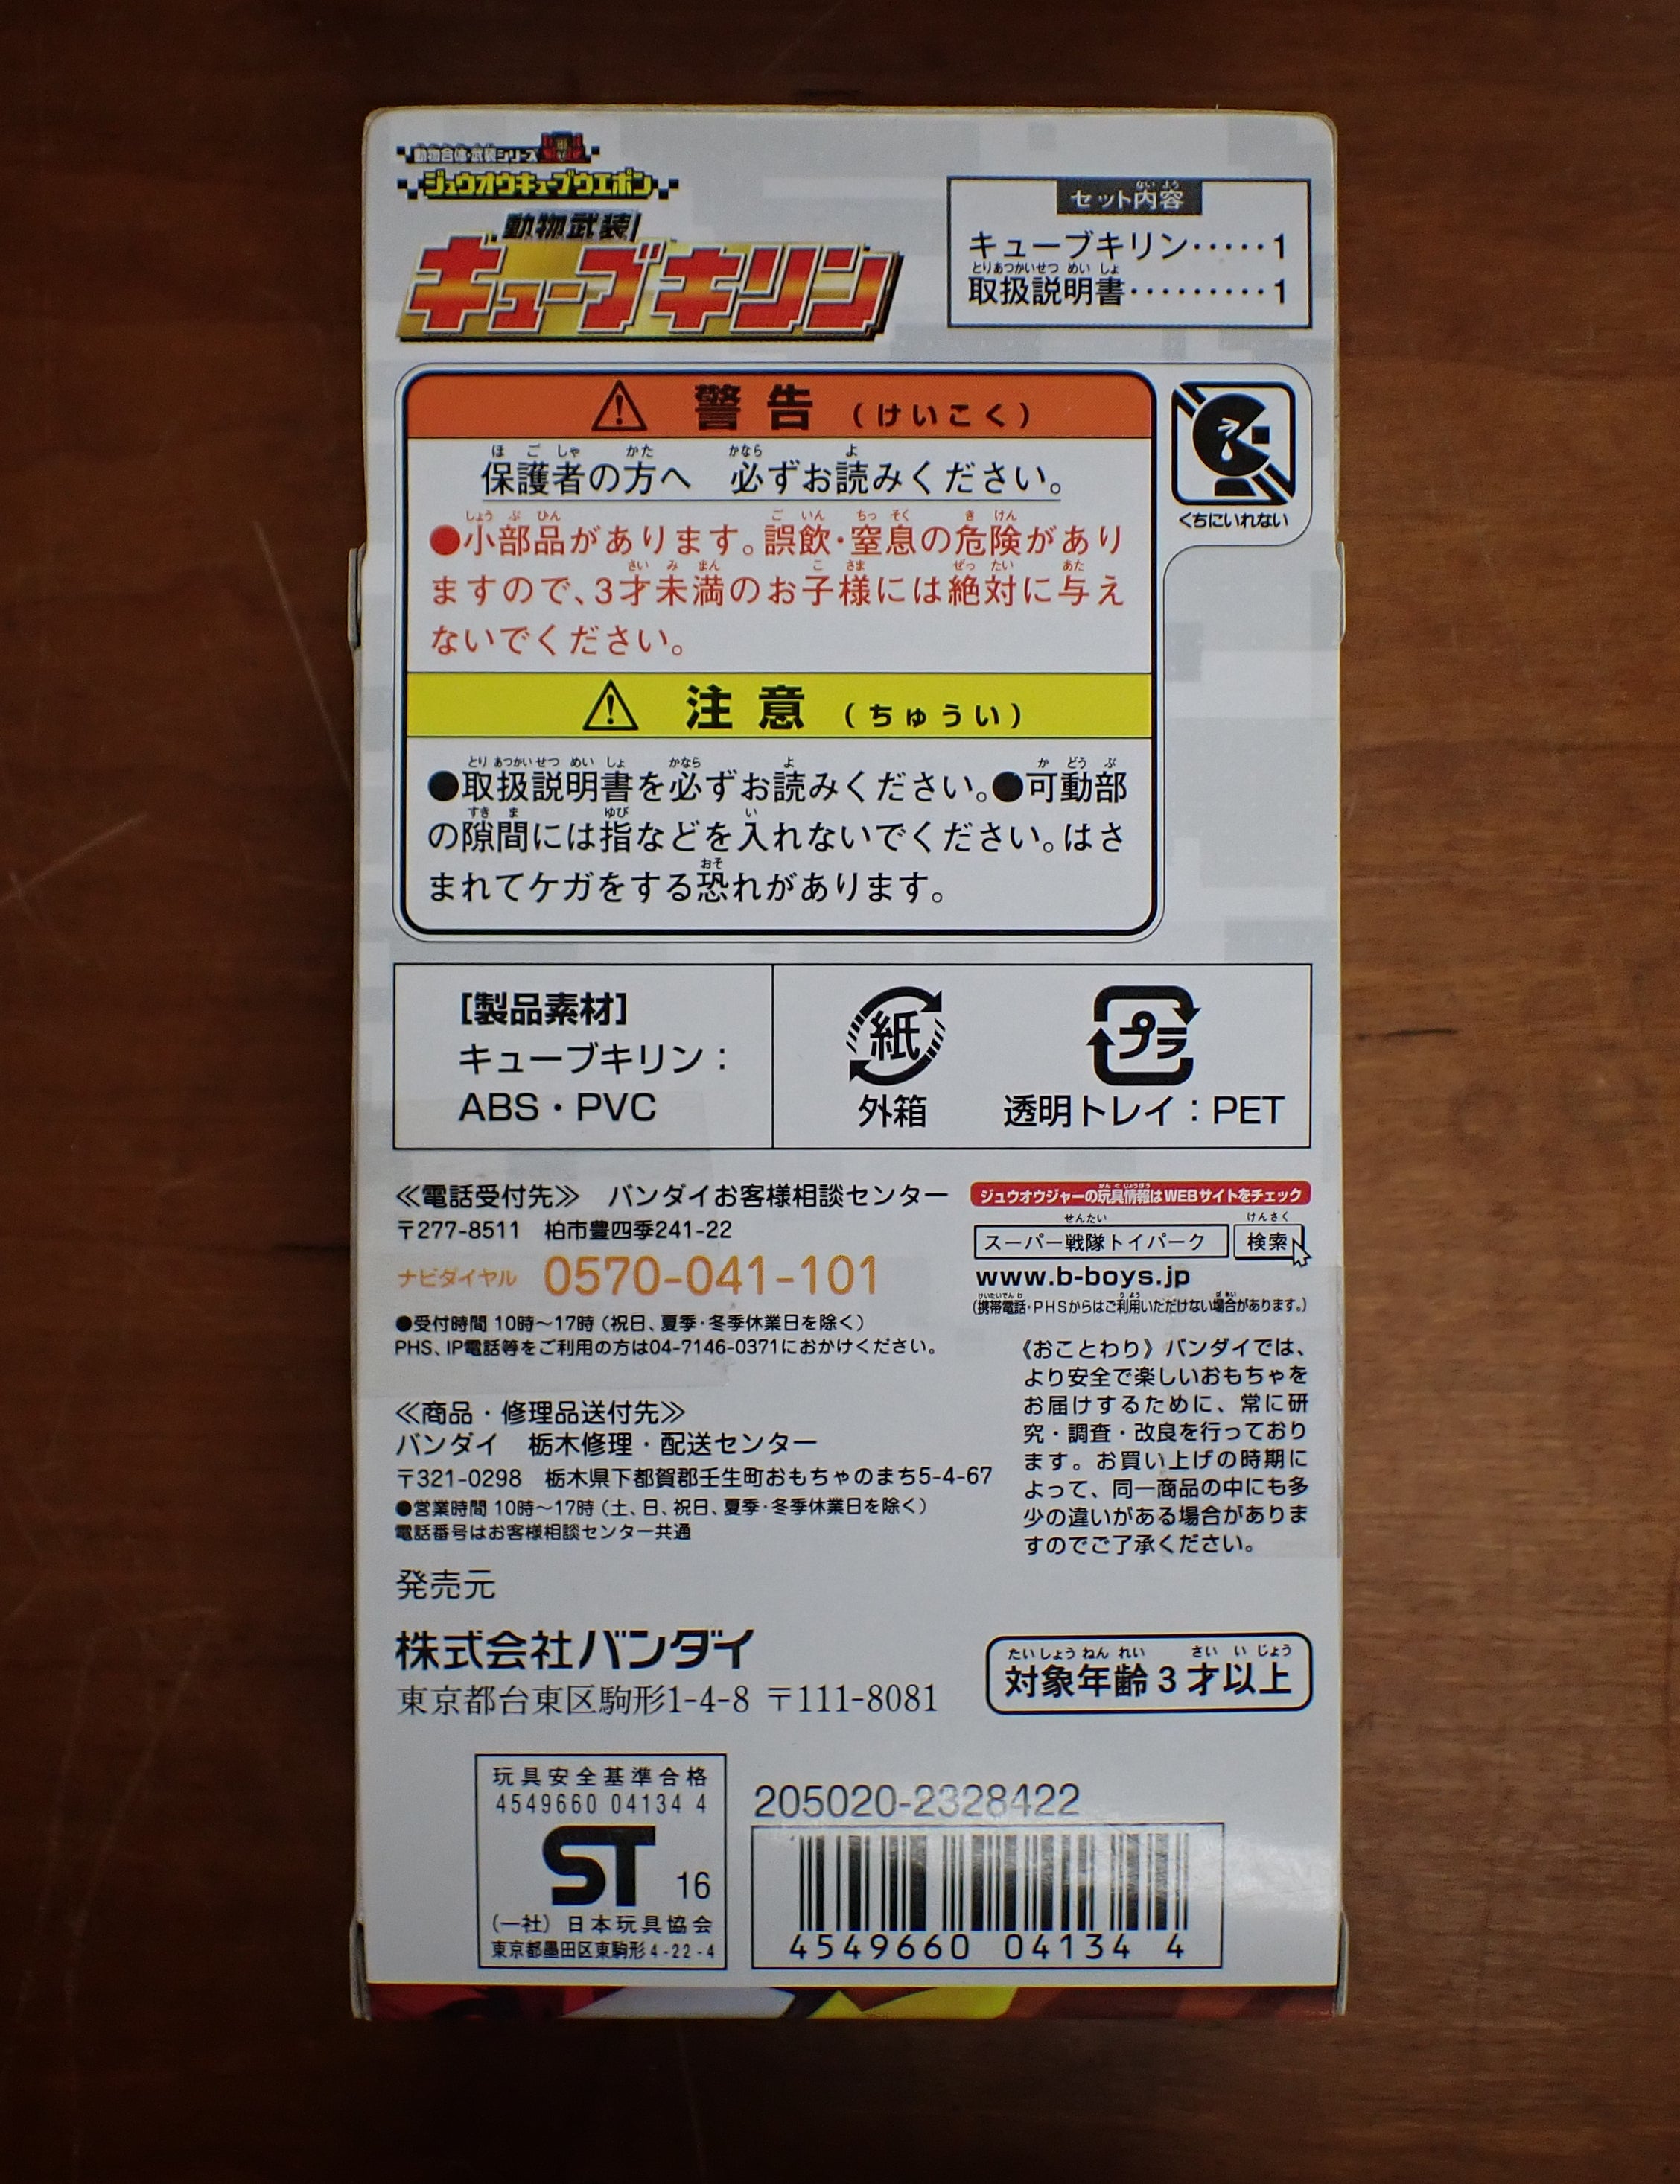 動物合体・武装シリーズ
ジュウオウキューブウエポン
動物武装!
キューブキリン
セット内容
キューブキリン・・・・・1
取扱説明書・・・・・・・・・1
警告(けいこく)
保護者の方へ 必ずお読みください。
●小部品があります。誤飲・窒息の危険があり
ますので、3才未満のお子様には絶対に与え
ないでください。
くちにいれない
注意(ちゅうい)
●取扱説明書を必ずお読みください。●可動部
の隙間には指などを入れないでください。はさ
まれてケガをする恐れがあります。
[製品素材]
キューブキリン:
ABS・PVC
紙
外箱
プラ
透明トレイ:PET
≪電話受付先≫ バンダイお客様相談センター
〒277-8511 柏市豊四季241-22
ナビダイヤル 0570-041-101
●受付時間 10時~17時(祝日、夏季・冬季休業日を除く)
PHS、IP電話等をご利用の方は04-7146-0371におかけください。
≪商品・修理品送付先≫
バンダイ 栃木修理・配送センター
〒321-0298 栃木県下都賀郡壬生町おもちゃのまち5-4-67
●営業時間 10時~17時(土、日、祝日、夏季・冬季休業日を除く)
電話番号はお客様相談センター共通
ジュウオウジャーの玩具情報はWEBサイトをチェック
スーパー戦隊トイパーク 検索
www.b-boys.jp
(携帯電話・PHSからはご利用いただけない場合があります。)
《おことわり》バンダイでは、
より安全で楽しいおもちゃを
お届けするために、常に研
究・調査・改良を行っており
ます。お買い上げの時期に
よって、同一商品の中にも多
少の違いがある場合がありま
すのでご了承ください。
発売元
株式会社バンダイ
東京都台東区駒形1-4-8 〒111-8081
対象年齢3才以上
玩具安全基準合格
4549660 04134 4
ST 16
(一社)日本玩具協会
東京都墨田区東駒形4-22-4
205020-2328422
4549660 04134 4